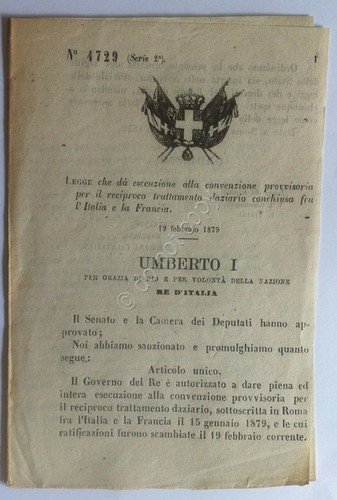 N° 4729 (Serie 2ª).
1
LEGGE che dà esecuzione alla convenzione provvisoria
per il reciproco trattamento daziario conchiusa fra
l'Italia e la Francia.
19 febbraio 1879
UMBERTO I
PER GRAZIA DI DIO E PER VOLONTÀ DELLA NAZIONE
RE D'ITALIA
Il Senato e la Camera dei Deputati hanno ap-
provato;
Noi abbiamo sanzionato e promulghiamo quanto
segue:
Articolo unico.
Il Governo del Re è autorizzato a dare piena ed
intera esecuzione alla convenzione provvisoria per
il reciproco trattamento daziario, sottoscritta in Roma
fra l'Italia e la Francia il 15 gennaio 1879, e le cui
ratificazioni furono scambiate il 19 febbraio corrente.